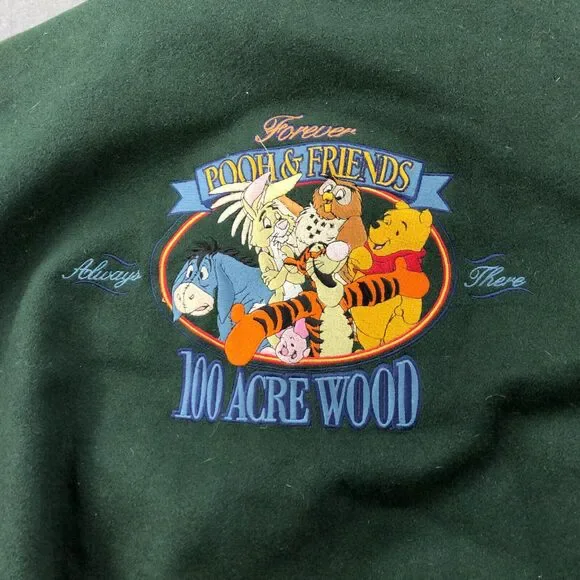 Forever
POOH & FRIENDS
Always
There
100 ACRE WOOD